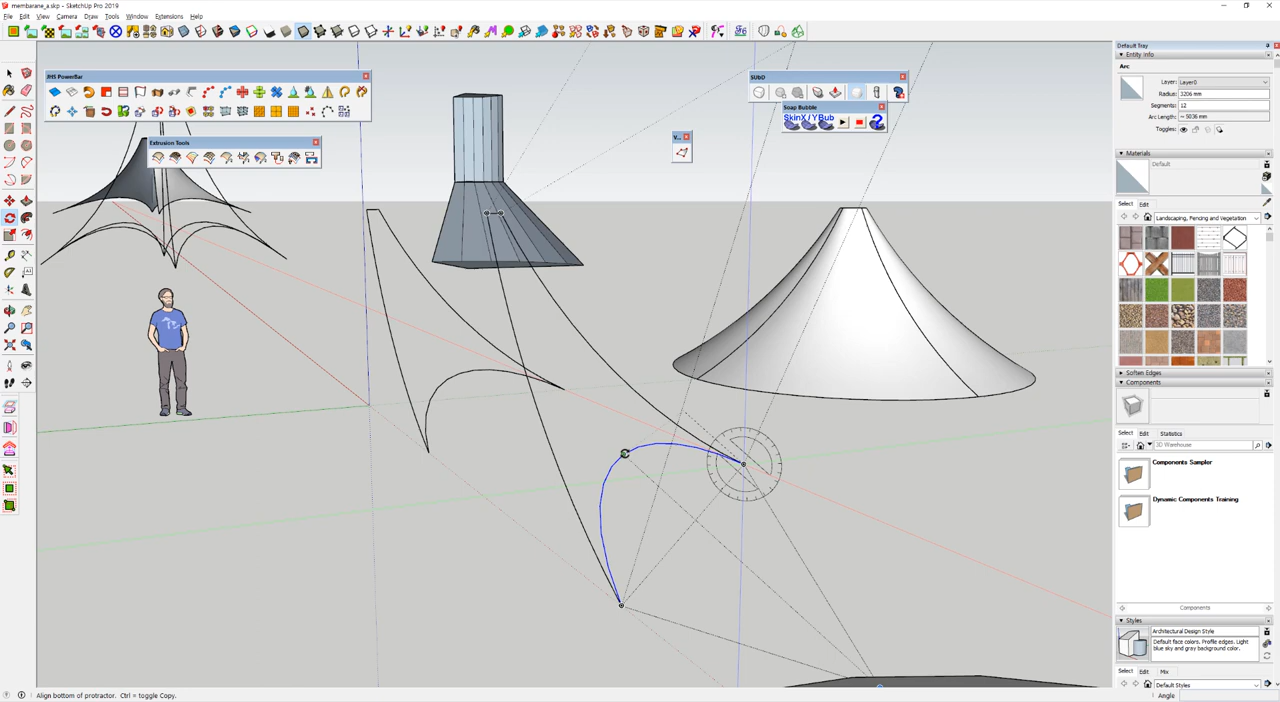 membarane_a.skp - SketchUp Pro 2019
File Edit View Camera Draw Tools Window Extensions Help
JHS PowerBar
Extrusion Tools
V...
SUbD
Soap Bubble
SkinX / YBub
Default Tray
Entity Info
Arc
Layer: Layer0
Radius: 3206 mm
Segments: 12
Arc Length: ~ 5036 mm
Toggles:
Materials
Default
Select Edit
Landscaping, Fencing and Vegetation
Soften Edges
Components
Select Edit Statistics
3D Warehouse
Components Sampler
Dynamic Components Training
Components
Styles
Architectural Design Style
Default face colors. Profile edges. Light
blue sky and gray background color.
Select Edit Mix
Default Styles
Align bottom of protractor. Ctrl = toggle Copy.
Angle